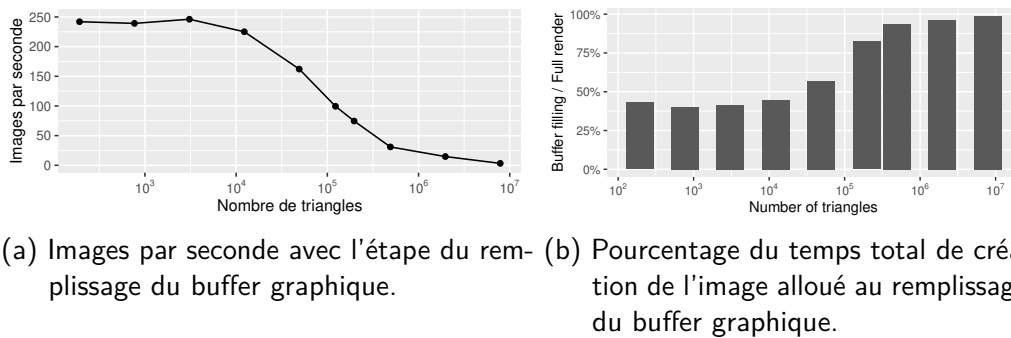 250
200
150
100
50
0
Images par seconde
10³ 10⁴ 10⁵ 10⁶ 10⁷
Nombre de triangles
100%
75%
50%
25%
0%
Buffer filling / Full render
10² 10³ 10⁴ 10⁵ 10⁶ 10⁷
Number of triangles
(a) Images par seconde avec l'étape du rem-
plissage du buffer graphique.
(b) Pourcentage du temps total de créa
tion de l'image alloué au remplissag
du buffer graphique.